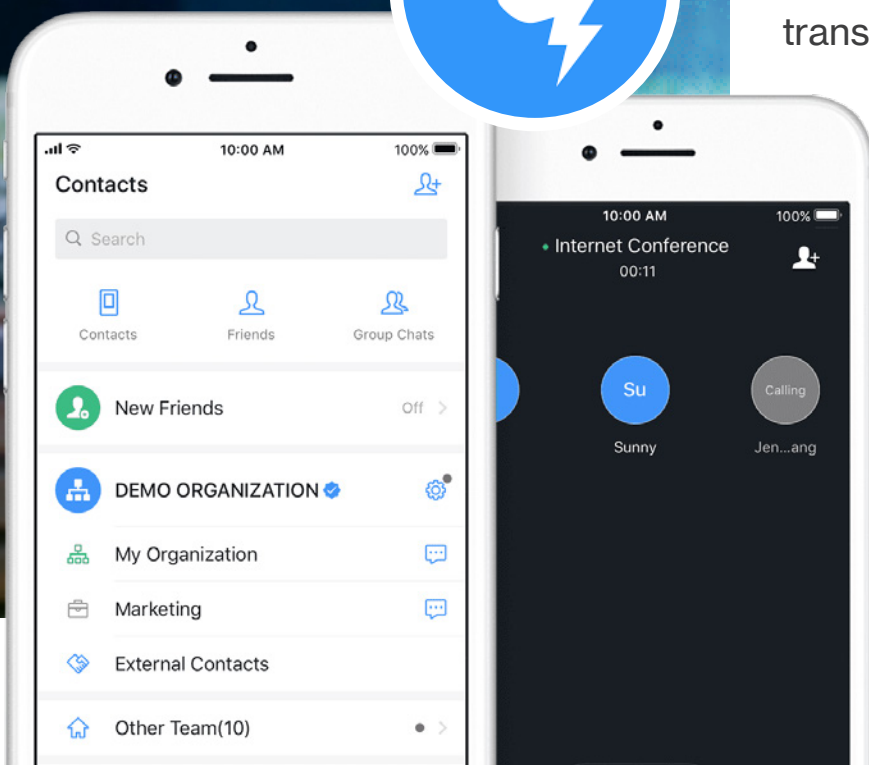 trans
10:00 AM 100%
Contacts
Search
Contacts Friends Group Chats
New Friends Off
DEMO ORGANIZATION
My Organization
Marketing
External Contacts
Other Team(10)
10:00 AM 100%
Internet Conference
00:11
Su Calling
Sunny Jen...ang